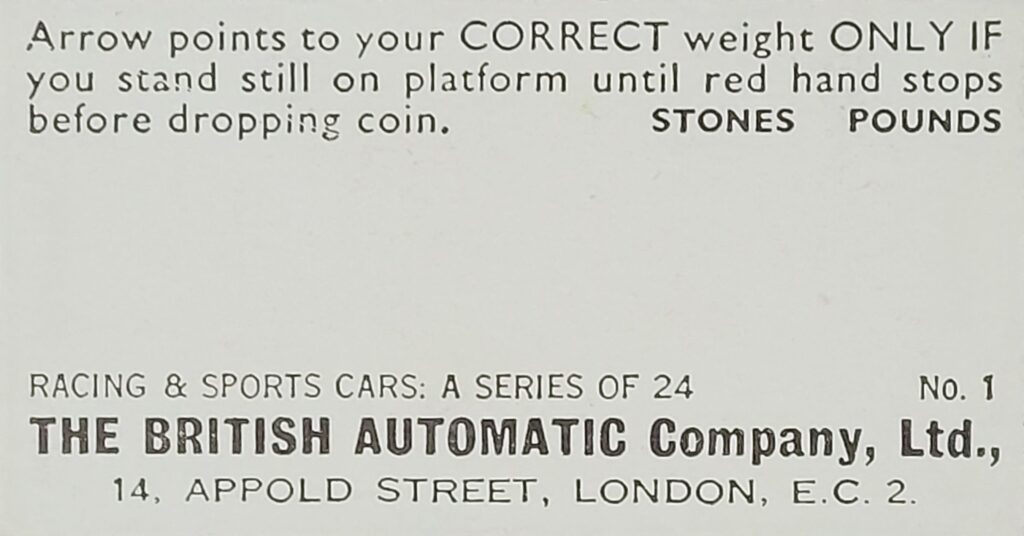 Arrow points to your CORRECT weight ONLY IF
you stand still on platform until red hand stops
before dropping coin. STONES POUNDS
RACING & SPORTS CARS: A SERIES OF 24 No. 1
THE BRITISH AUTOMATIC Company, Ltd.,
14, APPOLD STREET, LONDON, E.C. 2.